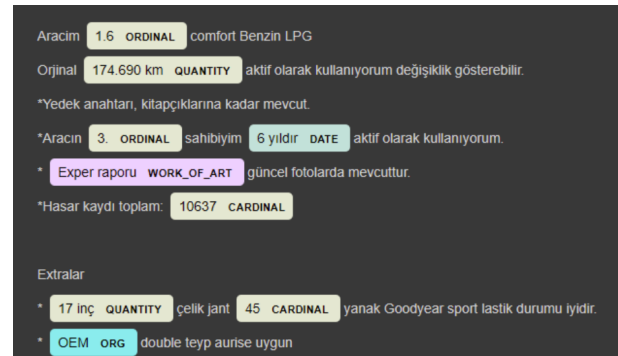 Aracim 1.6 ORDINAL comfort Benzin LPG
Orjinal 174.690 km QUANTITY aktif olarak kullanıyorum değişiklik gösterebilir.
*Yedek anahtarı, kitapçıklarına kadar mevcut.
*Aracın 3. ORDINAL sahibiyim 6 yıldır DATE aktif olarak kullanıyorum.
* Exper raporu WORK_OF_ART güncel fotolarda mevcuttur.
*Hasar kaydı toplam: 10637 CARDINAL
Extralar
* 17 inç QUANTITY çelik jant 45 CARDINAL yanak Goodyear sport lastik durumu iyidir.
* OEM ORG double teyp aurise uygun